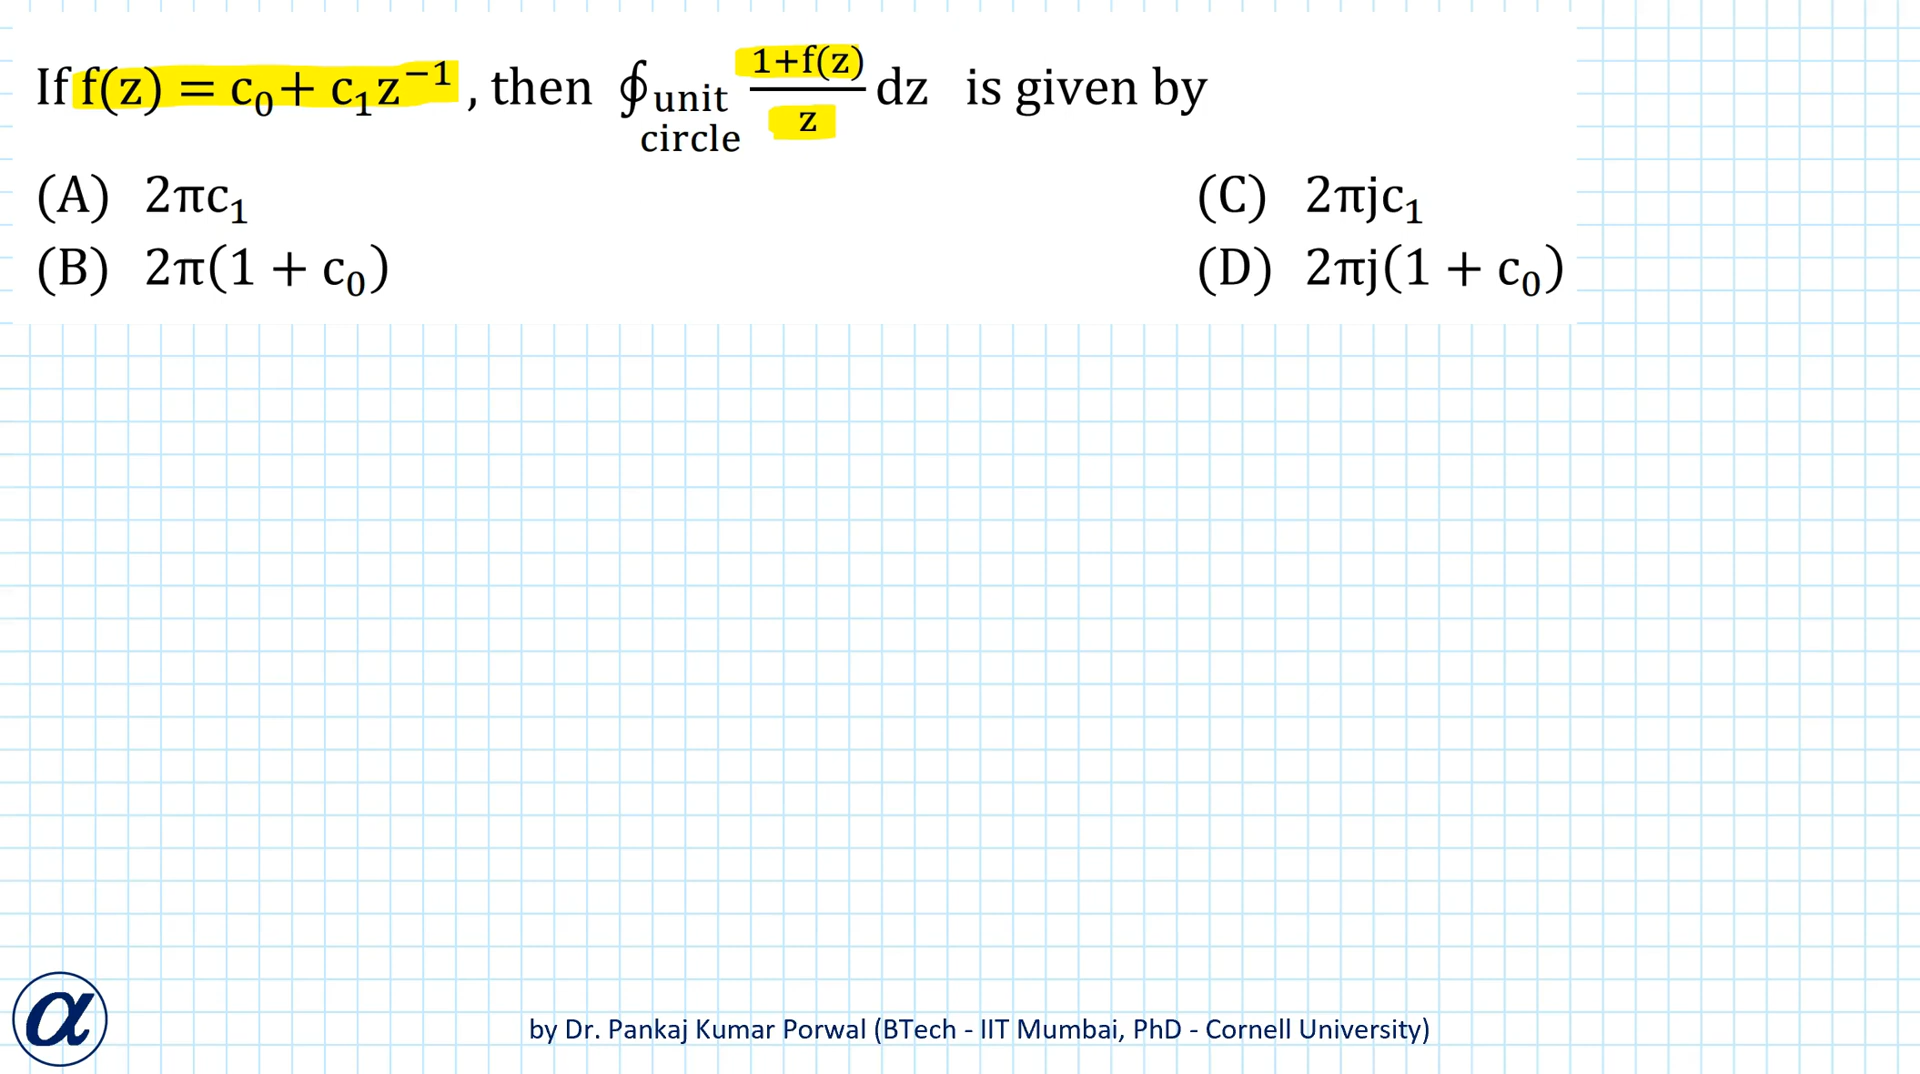 If f(z) = c₀+ c₁z⁻¹ , then ∮unit circle (1+f(z))/z dz is given by
(A) 2πc₁ (C) 2πjc₁
(B) 2π(1 + c₀) (D) 2πj(1 + c₀)
α
by Dr. Pankaj Kumar Porwal (BTech - IIT Mumbai, PhD - Cornell University)